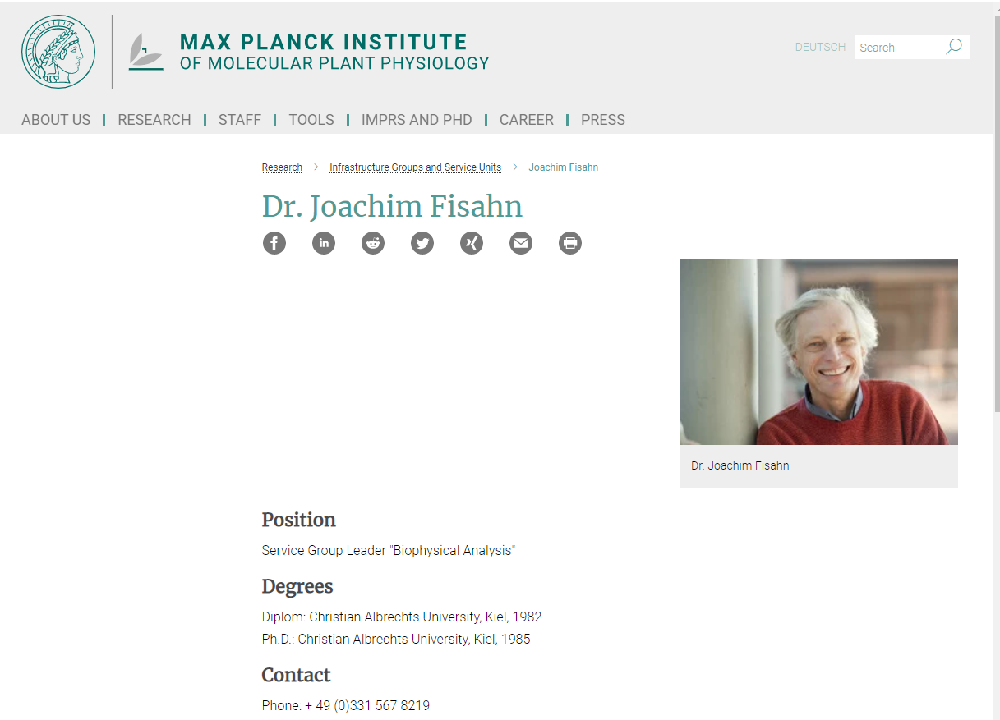 MAX PLANCK INSTITUTE
OF MOLECULAR PLANT PHYSIOLOGY
DEUTSCH
Search
ABOUT US | RESEARCH | STAFF | TOOLS | IMPRS AND PHD | CAREER | PRESS
Research > Infrastructure Groups and Service Units > Joachim Fisahn
Dr. Joachim Fisahn
Dr. Joachim Fisahn
Position
Service Group Leader "Biophysical Analysis"
Degrees
Diplom: Christian Albrechts University, Kiel, 1982
Ph.D.: Christian Albrechts University, Kiel, 1985
Contact
Phone: + 49 (0)331 567 8219